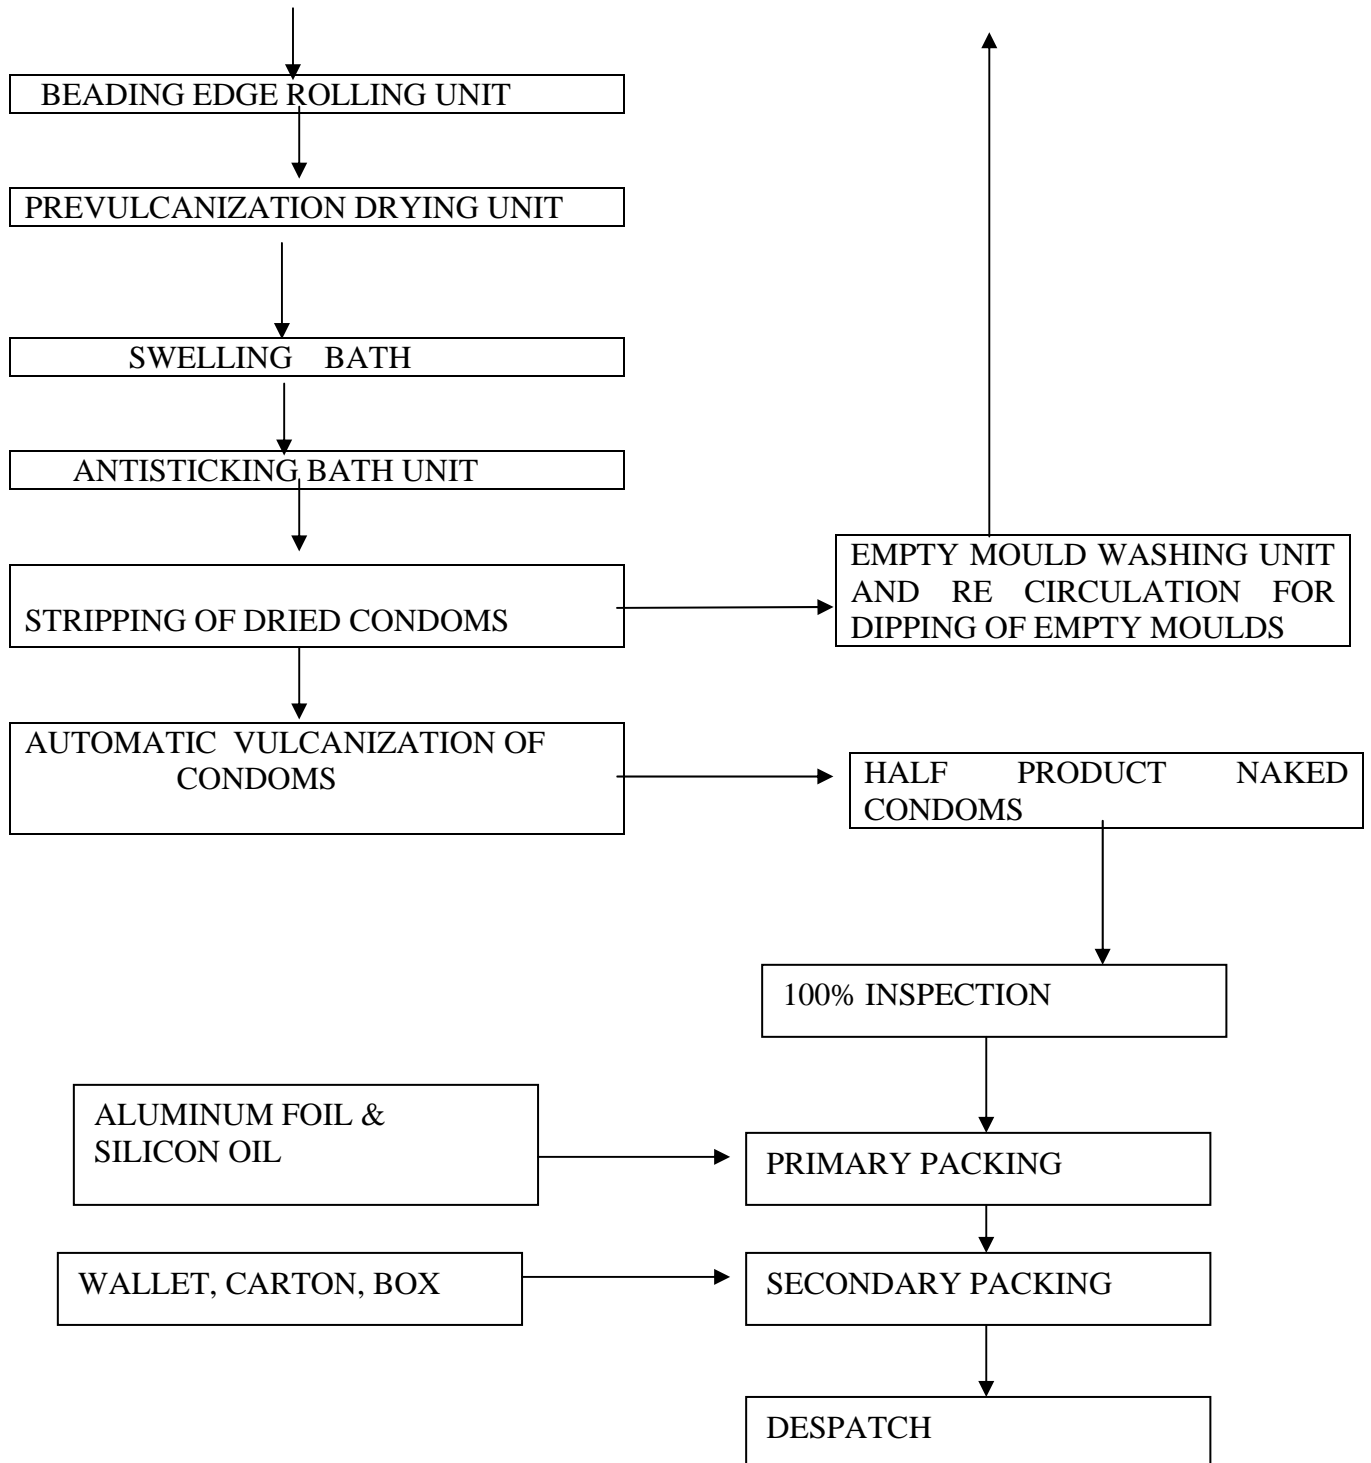 BEADING EDGE ROLLING UNIT
PREVULCANIZATION DRYING UNIT
SWELLING BATH
ANTISTICKING BATH UNIT
STRIPPING OF DRIED CONDOMS
EMPTY MOULD WASHING UNIT
AND RE CIRCULATION FOR
DIPPING OF EMPTY MOULDS
AUTOMATIC VULCANIZATION OF
CONDOMS
HALF PRODUCT NAKED
CONDOMS
100% INSPECTION
ALUMINUM FOIL &
SILICON OIL
PRIMARY PACKING
WALLET, CARTON, BOX
SECONDARY PACKING
DESPATCH